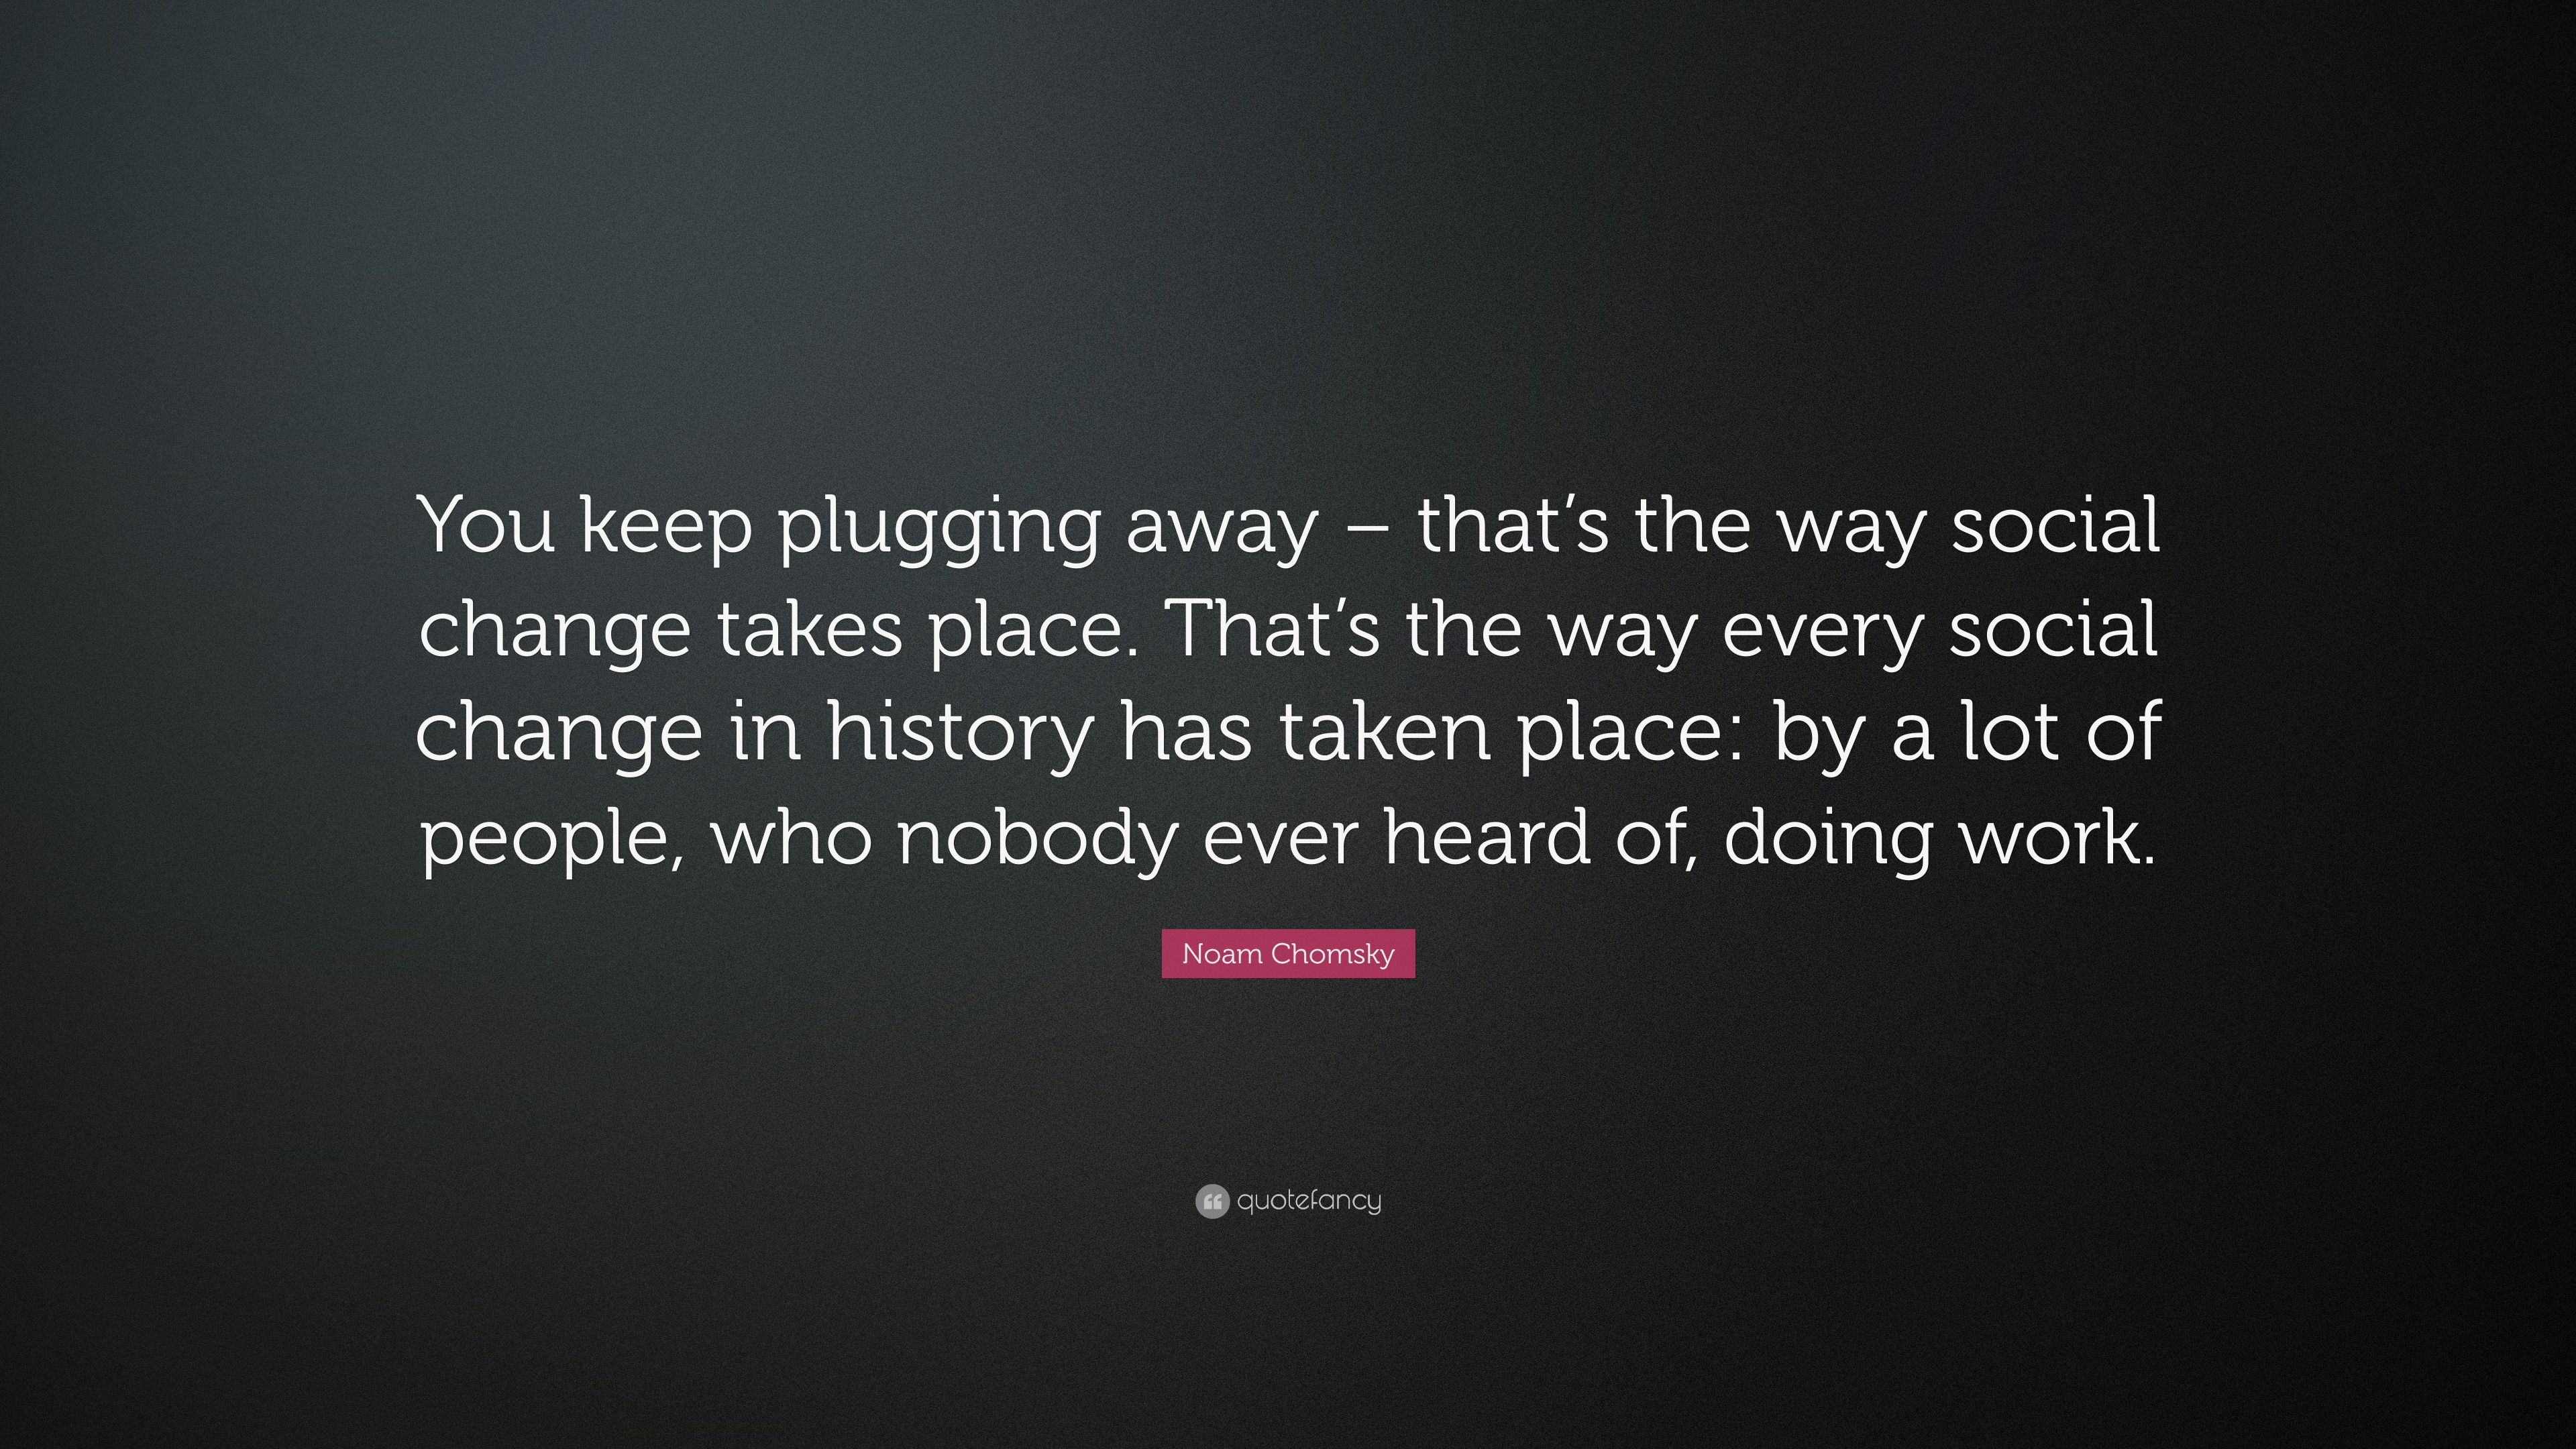 You keep plugging away – that’s the way social
change takes place. That’s the way every social
change in history has taken place: by a lot of
people, who nobody ever heard of, doing work.
Noam Chomsky
quotefancy